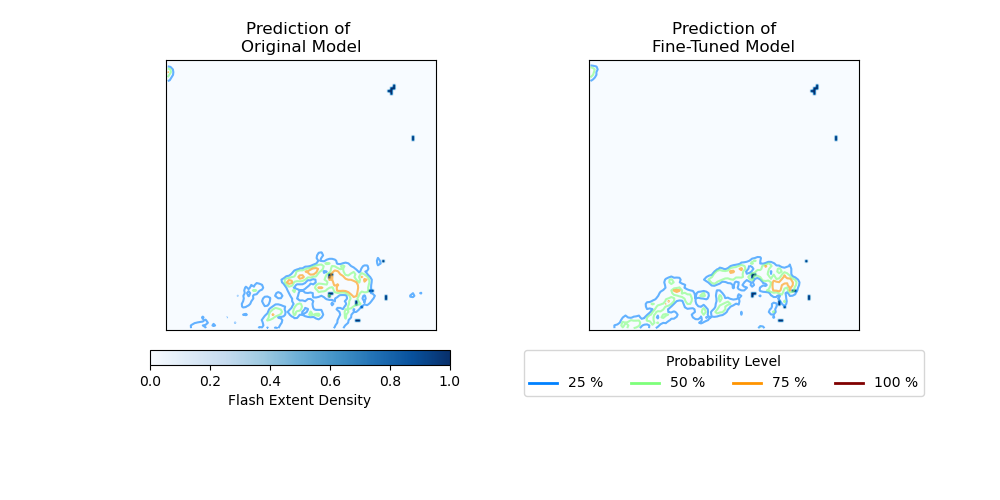 Prediction of
Original Model
Prediction of
Fine-Tuned Model
0.0 0.2 0.4 0.6 0.8 1.0
Flash Extent Density
Probability Level
25 % 50 % 75 % 100 %